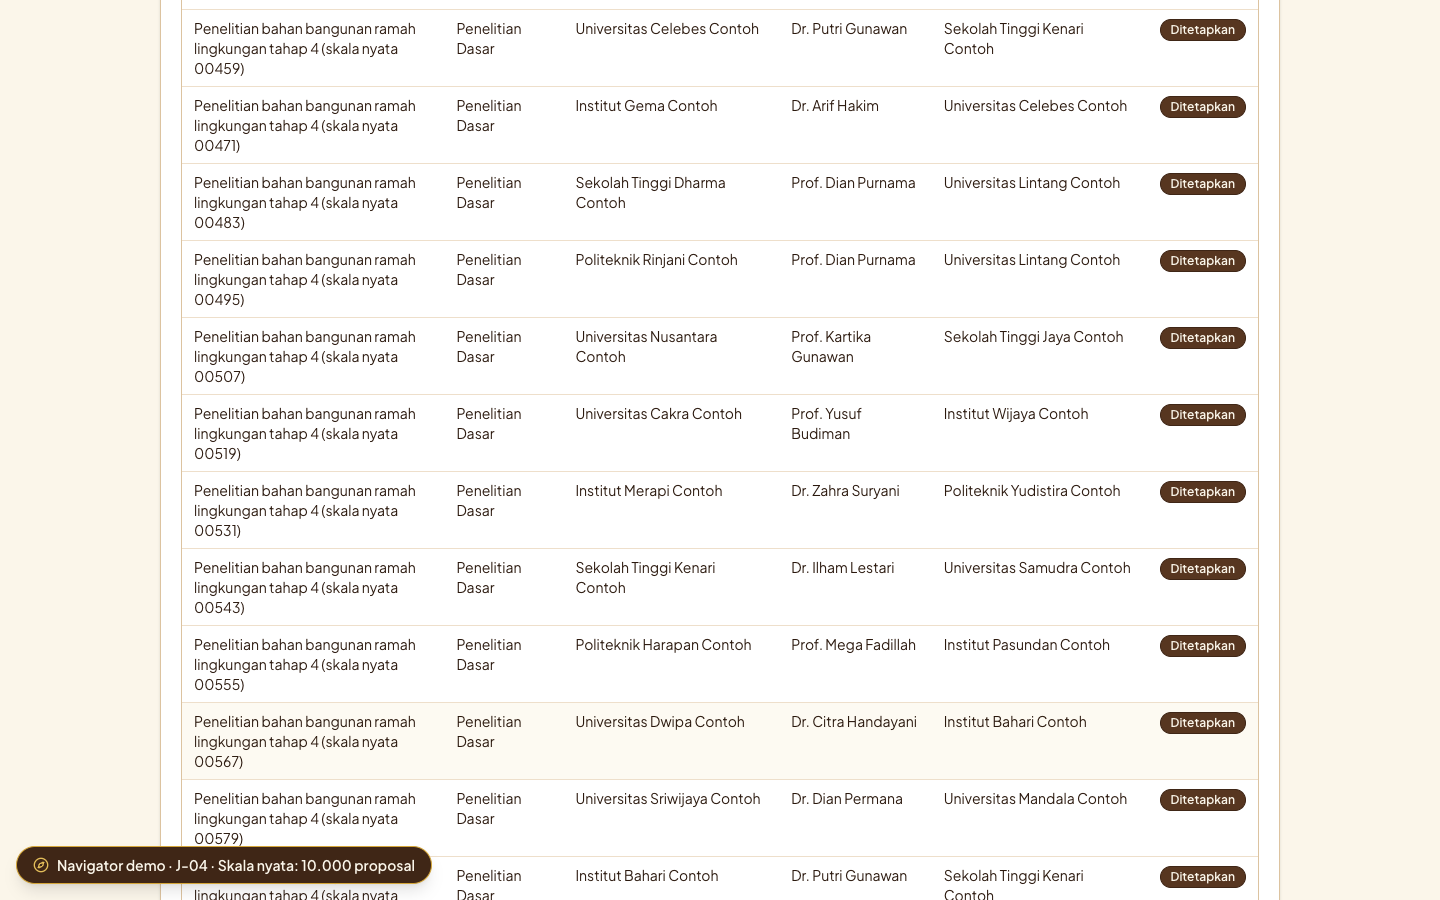 Penelitian bahan bangunan ramah lingkungan tahap 4 (skala nyata 00459) Penelitian Dasar Universitas Celebes Contoh Dr. Putri Gunawan Sekolah Tinggi Kenari Contoh Ditetapkan
Penelitian bahan bangunan ramah lingkungan tahap 4 (skala nyata 00471) Penelitian Dasar Institut Gema Contoh Dr. Arif Hakim Universitas Celebes Contoh Ditetapkan
Penelitian bahan bangunan ramah lingkungan tahap 4 (skala nyata 00483) Penelitian Dasar Sekolah Tinggi Dharma Contoh Prof. Dian Purnama Universitas Lintang Contoh Ditetapkan
Penelitian bahan bangunan ramah lingkungan tahap 4 (skala nyata 00495) Penelitian Dasar Politeknik Rinjani Contoh Prof. Dian Purnama Universitas Lintang Contoh Ditetapkan
Penelitian bahan bangunan ramah lingkungan tahap 4 (skala nyata 00507) Penelitian Dasar Universitas Nusantara Contoh Prof. Kartika Gunawan Sekolah Tinggi Jaya Contoh Ditetapkan
Penelitian bahan bangunan ramah lingkungan tahap 4 (skala nyata 00519) Penelitian Dasar Universitas Cakra Contoh Prof. Yusuf Budiman Institut Wijaya Contoh Ditetapkan
Penelitian bahan bangunan ramah lingkungan tahap 4 (skala nyata 00531) Penelitian Dasar Institut Merapi Contoh Dr. Zahra Suryani Politeknik Yudistira Contoh Ditetapkan
Penelitian bahan bangunan ramah lingkungan tahap 4 (skala nyata 00543) Penelitian Dasar Sekolah Tinggi Kenari Contoh Dr. Ilham Lestari Universitas Samudra Contoh Ditetapkan
Penelitian bahan bangunan ramah lingkungan tahap 4 (skala nyata 00555) Penelitian Dasar Politeknik Harapan Contoh Prof. Mega Fadillah Institut Pasundan Contoh Ditetapkan
Penelitian bahan bangunan ramah lingkungan tahap 4 (skala nyata 00567) Penelitian Dasar Universitas Dwipa Contoh Dr. Citra Handayani Institut Bahari Contoh Ditetapkan
Penelitian bahan bangunan ramah lingkungan tahap 4 (skala nyata 00579) Penelitian Dasar Universitas Sriwijaya Contoh Dr. Dian Permana Universitas Mandala Contoh Ditetapkan
lingkungan tahap 4 (skala nyata Penelitian Dasar Institut Bahari Contoh Dr. Putri Gunawan Sekolah Tinggi Kenari Contoh Ditetapkan
Navigator demo · J-04 · Skala nyata: 10.000 proposal